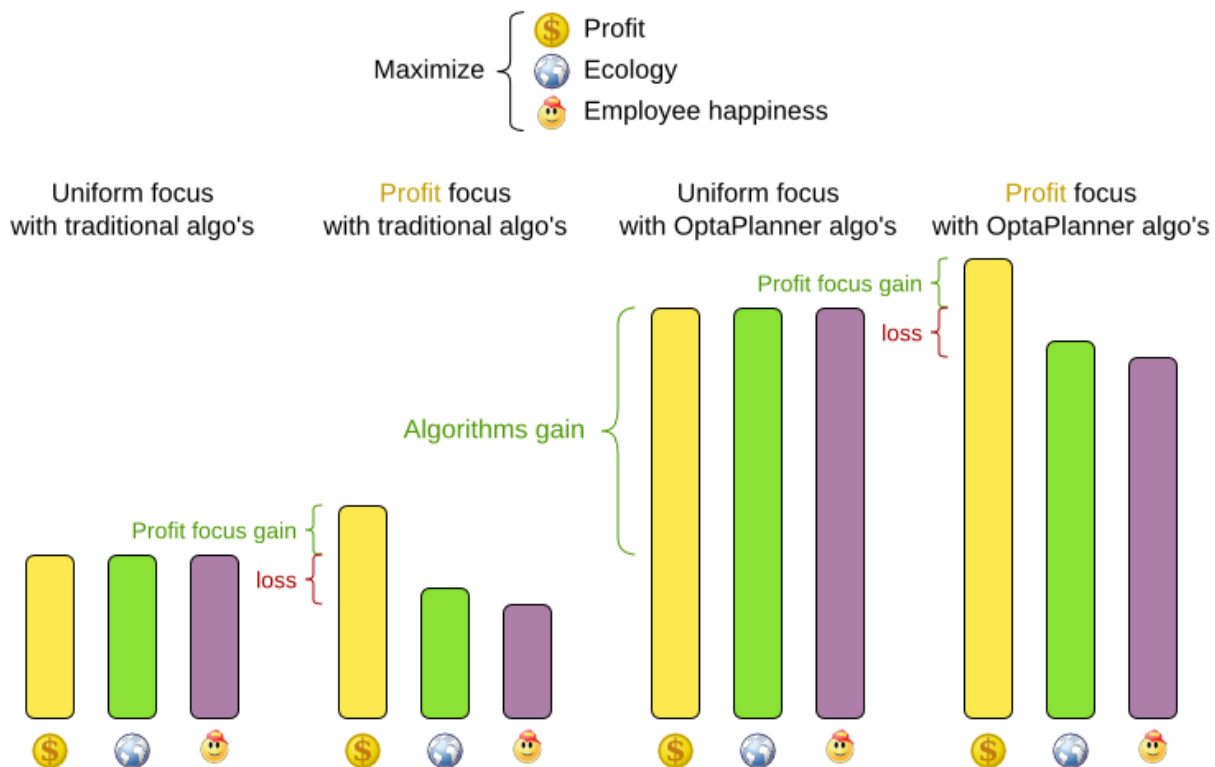 Maximize
Profit
Ecology
Employee happiness
Uniform focus
with traditional algo's
Profit focus
with traditional algo's
Uniform focus
with OptaPlanner algo's
Profit focus
with OptaPlanner algo's
Profit focus gain
loss
Algorithms gain
Profit focus gain
loss
$
$
$
$
$